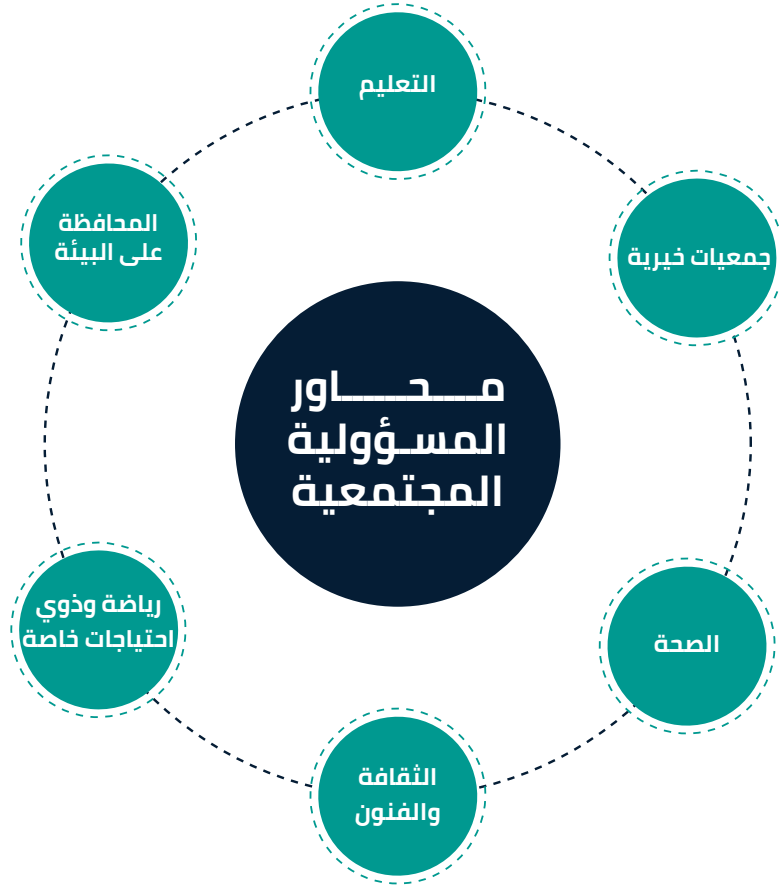 التعليم
جمعيات خيرية
المحافظة
على البيئة
محاور
المسؤولية
المجتمعية
رياضة وذوي
احتياجات خاصة
الصحة
الثقافة
والفنون